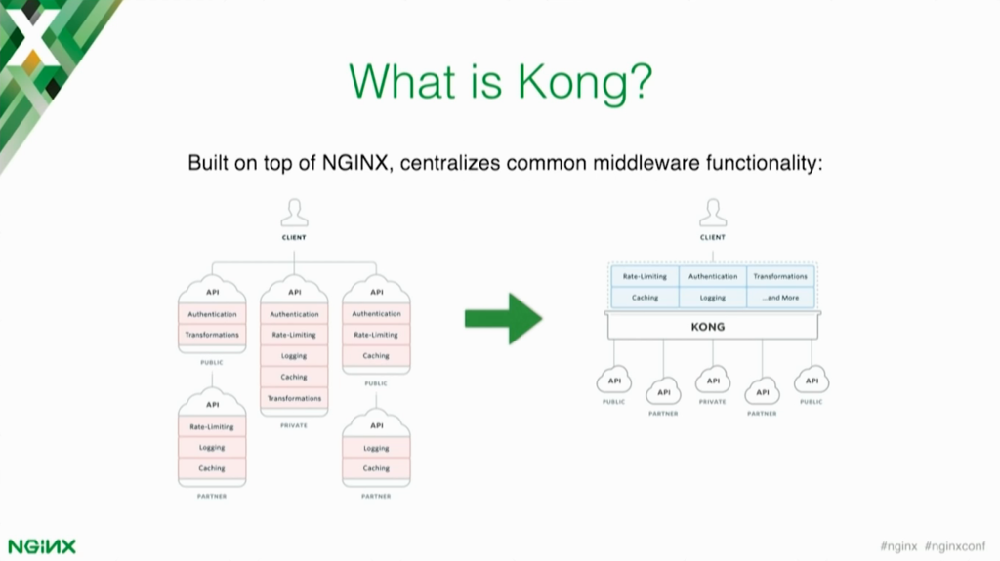 What is Kong?
Built on top of NGINX, centralizes common middleware functionality:
CLIENT
API
Authentication
Transformations
PUBLIC
API
Rate-Limiting
Logging
Caching
PARTNER
API
Authentication
Rate-Limiting
Logging
Caching
Transformations
PRIVATE
API
Authentication
Rate-Limiting
Caching
PUBLIC
API
Logging
Caching
PARTNER
CLIENT
Rate-Limiting Authentication Transformations
Caching Logging ...and More
KONG
API
PUBLIC
API
PARTNER
API
PRIVATE
API
PARTNER
API
PUBLIC
NGINX
#nginx #nginxconf